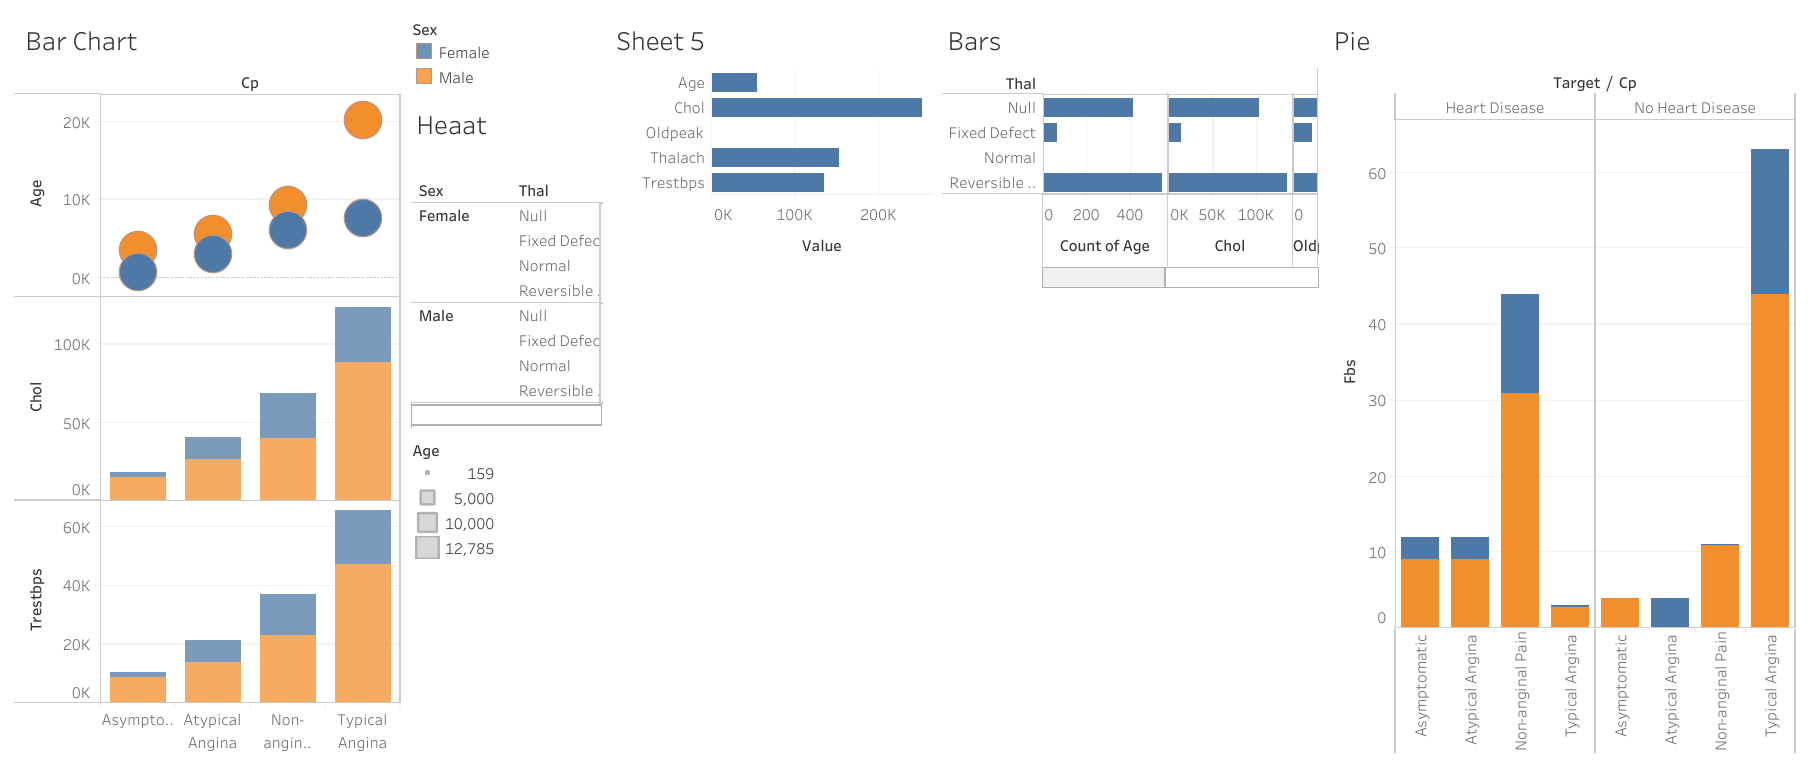 Bar Chart
Cp
Age
20K
10K
0K
Chol
100K
50K
0K
Trestbps
60K
40K
20K
0K
Asympto.. Atypical Angina Non-angin.. Typical Angina
Sex
Female
Male
Heaat
Sex Thal
Female Null
Fixed Defec
Normal
Reversible .
Male Null
Fixed Defec
Normal
Reversible .
Age
159
5,000
10,000
12,785
Sheet 5
Age
Chol
Oldpeak
Thalach
Trestbps
0K 100K 200K
Value
Bars
Thal
Null
Fixed Defect
Normal
Reversible ..
0 200 400 0K 50K 100K 0
Count of Age Chol Oldp
Pie
Target / Cp
Heart Disease No Heart Disease
Fbs
60
50
40
30
20
10
0
Asymptomatic
Atypical Angina
Non-anginal Pain
Typical Angina
Asymptomatic
Atypical Angina
Non-anginal Pain
Typical Angina